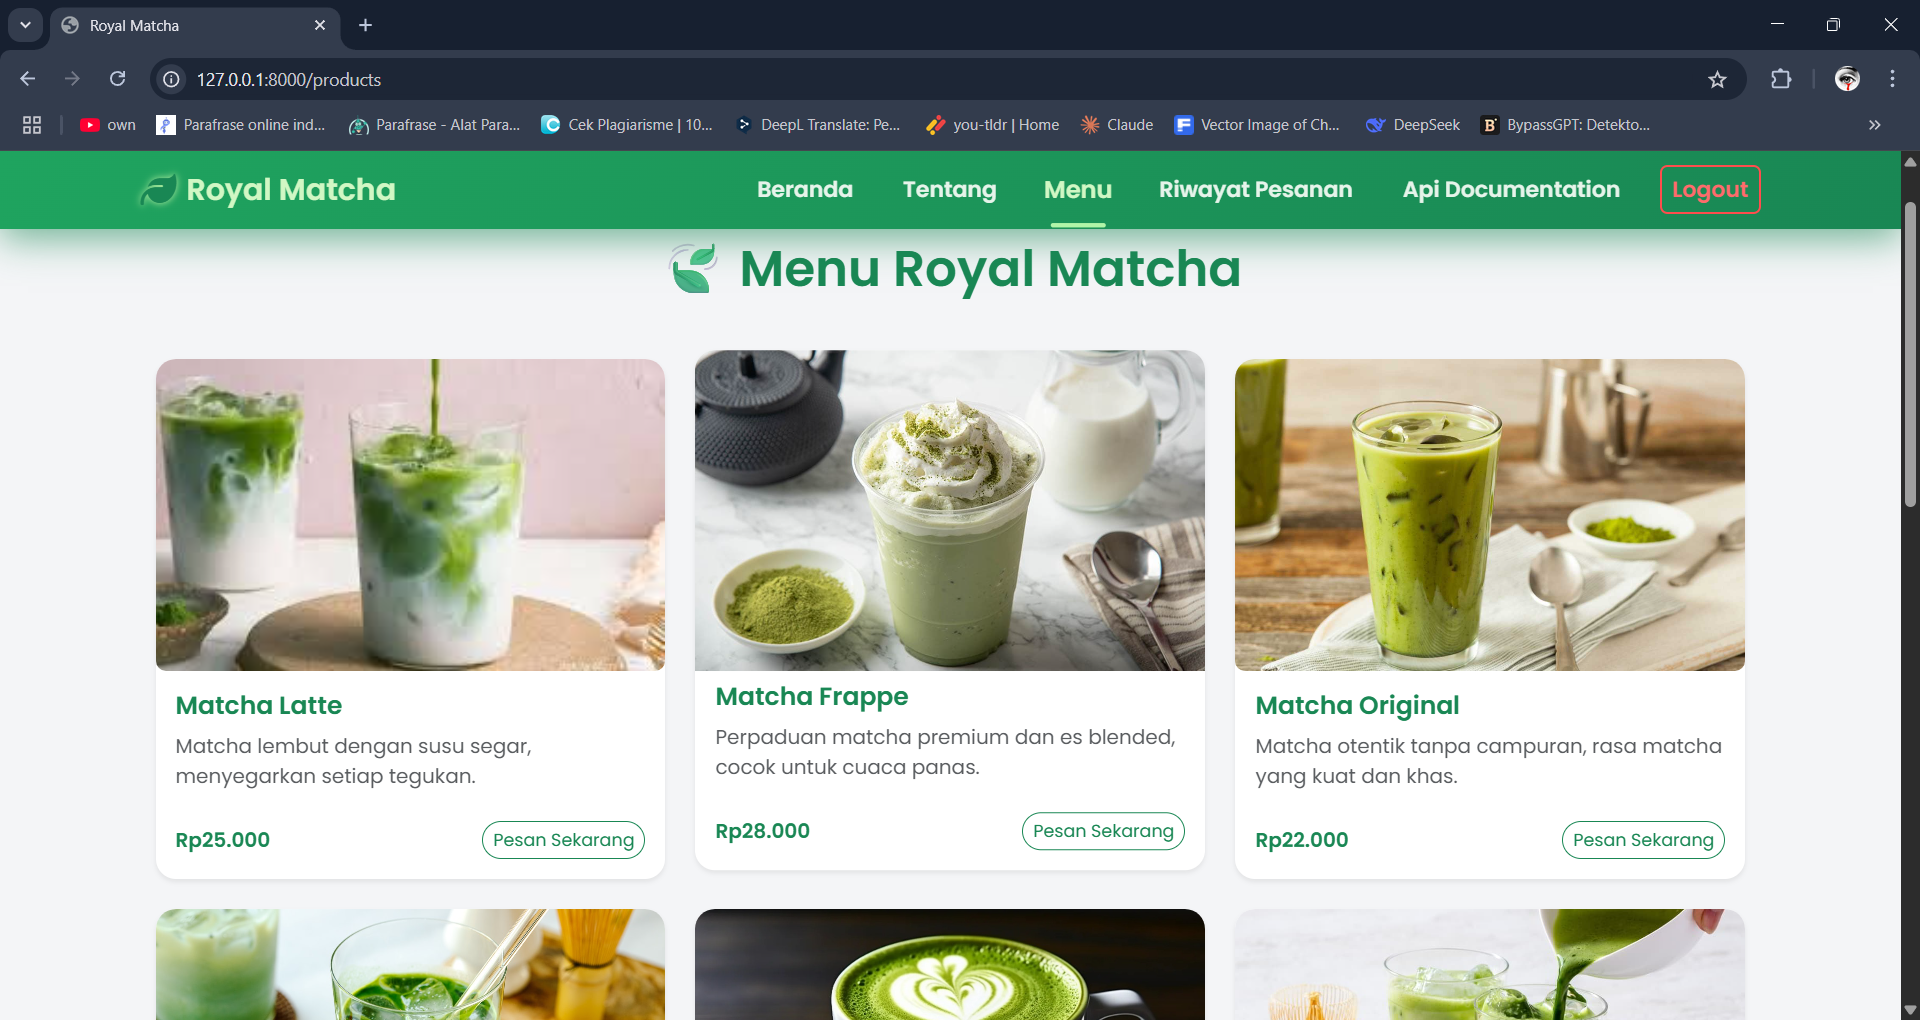 Royal Matcha
127.0.0.1:8000/products
own
Parafrase online ind...
Parafrase - Alat Para...
Cek Plagiarisme | 10...
DeepL Translate: Pe...
you-tldr | Home
Claude
Vector Image of Ch...
DeepSeek
BypassGPT: Detekto...
Royal Matcha
Beranda
Tentang
Menu
Riwayat Pesanan
Api Documentation
Logout
Menu Royal Matcha
Matcha Latte
Matcha lembut dengan susu segar,
menyegarkan setiap tegukan.
Rp25.000
Pesan Sekarang
Matcha Frappe
Perpaduan matcha premium dan es blended,
cocok untuk cuaca panas.
Rp28.000
Pesan Sekarang
Matcha Original
Matcha otentik tanpa campuran, rasa matcha
yang kuat dan khas.
Rp22.000
Pesan Sekarang